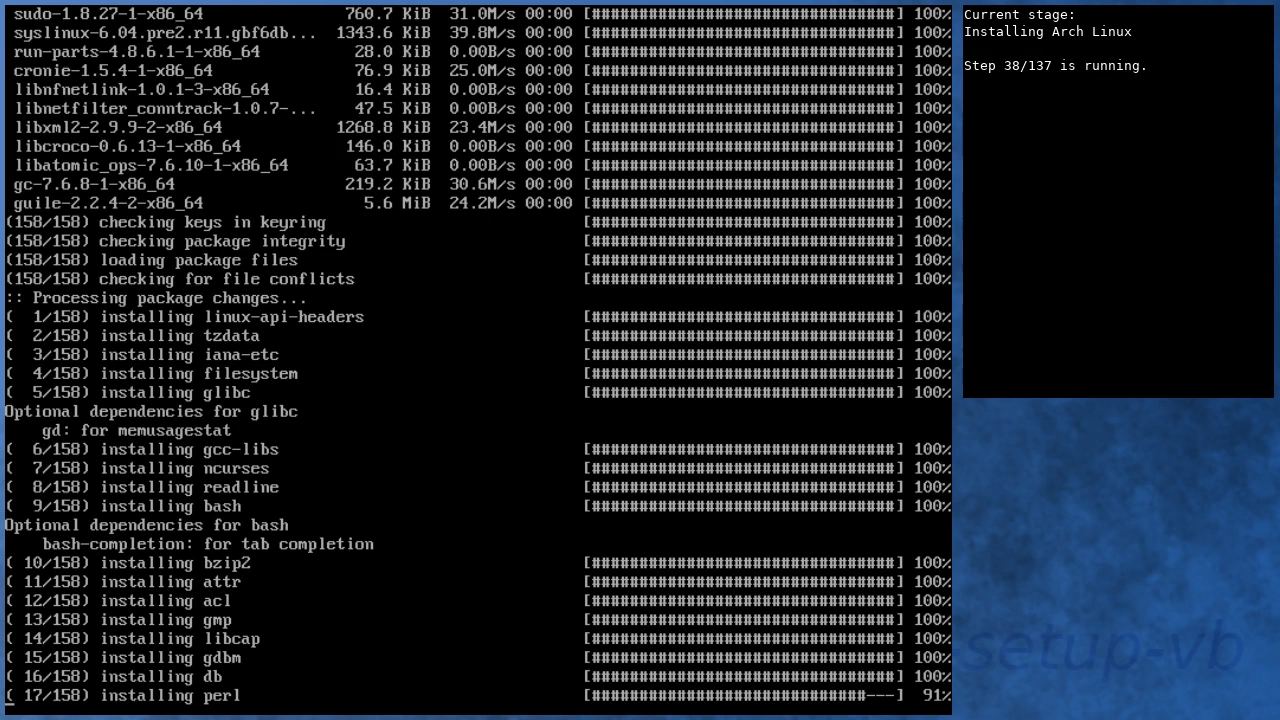 sudo-1.8.27-1-x86_64 760.7 KiB 31.0M/s 00:00 [################################] 100%
syslinux-6.04.pre2.r11.gbf6db... 1343.6 KiB 39.8M/s 00:00 [################################] 100%
run-parts-4.8.6.1-1-x86_64 28.0 KiB 0.00B/s 00:00 [################################] 100%
cronie-1.5.4-1-x86_64 76.9 KiB 25.0M/s 00:00 [################################] 100%
libnfnetlink-1.0.1-3-x86_64 16.4 KiB 0.00B/s 00:00 [################################] 100%
libnetfilter_conntrack-1.0.7-... 47.5 KiB 0.00B/s 00:00 [################################] 100%
libxml2-2.9.9-2-x86_64 1268.8 KiB 23.4M/s 00:00 [################################] 100%
libcroco-0.6.13-1-x86_64 146.0 KiB 0.00B/s 00:00 [################################] 100%
libatomic_ops-7.6.10-1-x86_64 63.7 KiB 0.00B/s 00:00 [################################] 100%
gc-7.6.8-1-x86_64 219.2 KiB 30.6M/s 00:00 [################################] 100%
guile-2.2.4-2-x86_64 5.6 MiB 24.2M/s 00:00 [################################] 100%
(158/158) checking keys in keyring [################################] 100%
(158/158) checking package integrity [################################] 100%
(158/158) loading package files [################################] 100%
(158/158) checking for file conflicts [################################] 100%
:: Processing package changes...
( 1/158) installing linux-api-headers [################################] 100%
( 2/158) installing tzdata [################################] 100%
( 3/158) installing iana-etc [################################] 100%
( 4/158) installing filesystem [################################] 100%
( 5/158) installing glibc [################################] 100%
Optional dependencies for glibc
gd: for memusagestat
( 6/158) installing gcc-libs [################################] 100%
( 7/158) installing ncurses [################################] 100%
( 8/158) installing readline [################################] 100%
( 9/158) installing bash [################################] 100%
Optional dependencies for bash
bash-completion: for tab completion
( 10/158) installing bzip2 [################################] 100%
( 11/158) installing attr [################################] 100%
( 12/158) installing acl [################################] 100%
( 13/158) installing gmp [################################] 100%
( 14/158) installing libcap [################################] 100%
( 15/158) installing gdbm [################################] 100%
( 16/158) installing db [################################] 100%
( 17/158) installing perl [#############################---] 91%
Current stage:
Installing Arch Linux
Step 38/137 is running.
setup-vb